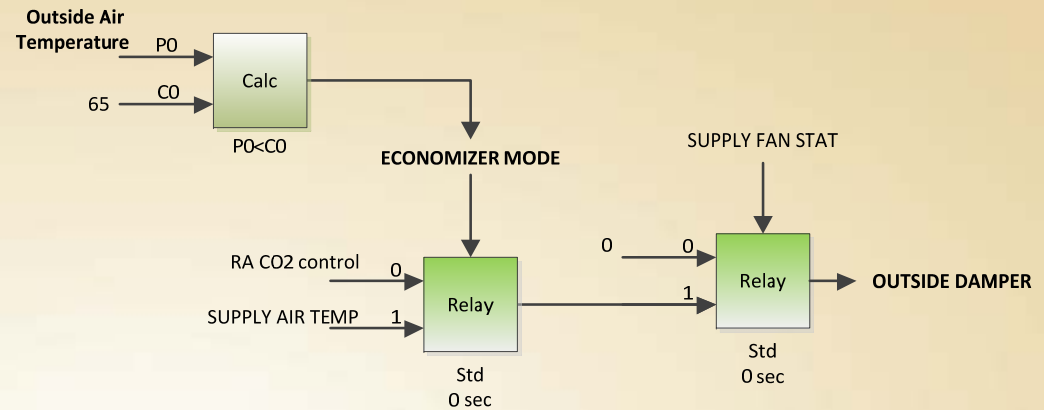 Outside Air
Temperature
P0
65
C0
Calc
P0<C0
ECONOMIZER MODE
SUPPLY FAN STAT
RA CO2 control
0
SUPPLY AIR TEMP
1
Relay
Std
0 sec
0
0
1
Relay
OUTSIDE DAMPER
Std
0 sec